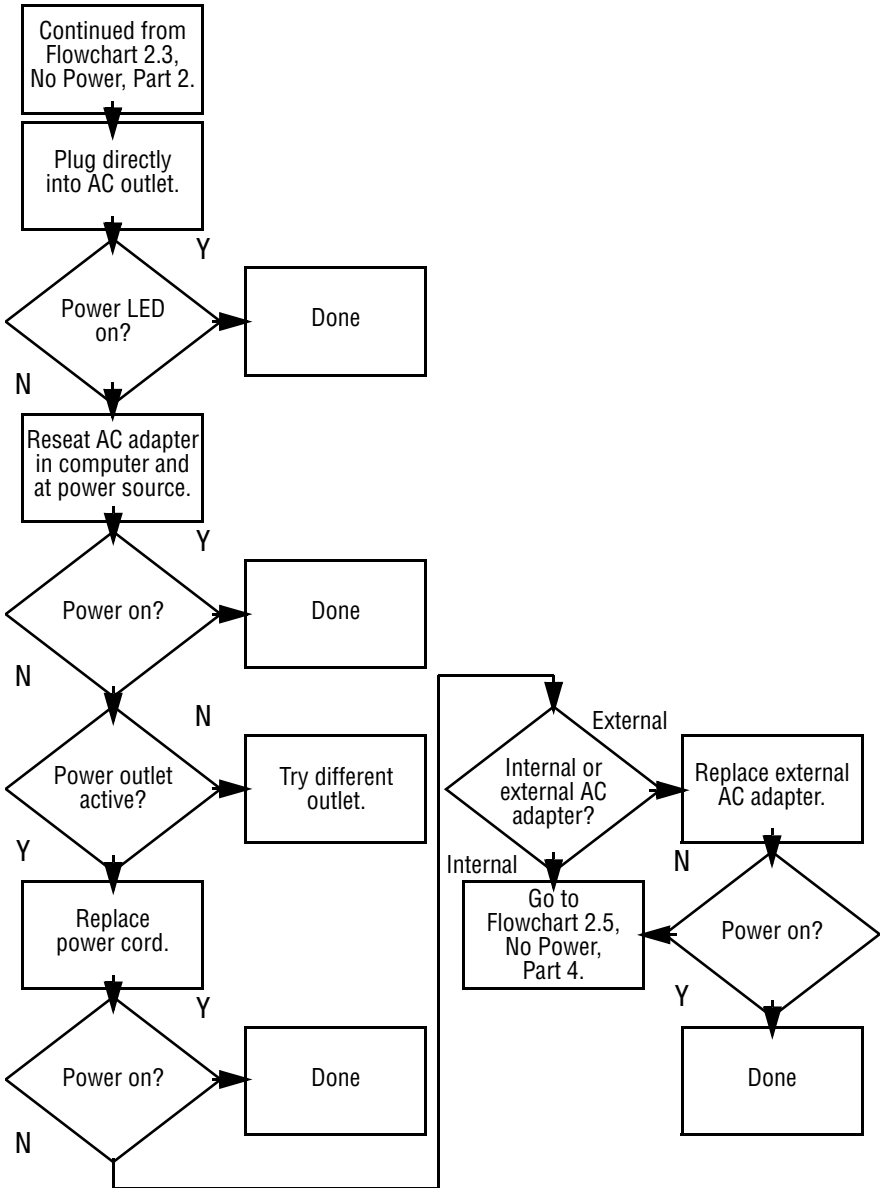 Continued from
Flowchart 2.3,
No Power, Part 2.
Plug directly
into AC outlet.
Y
Power LED
on?
Done
N
Reseat AC adapter
in computer and
at power source.
Y
Power on?
Done
N
N
Power outlet
active?
Try different
outlet.
Y
Replace
power cord.
Y
Power on?
Done
N
External
Internal or
external AC
adapter?
Replace external
AC adapter.
Internal
N
Go to
Flowchart 2.5,
No Power,
Part 4.
Power on?
Y
Done